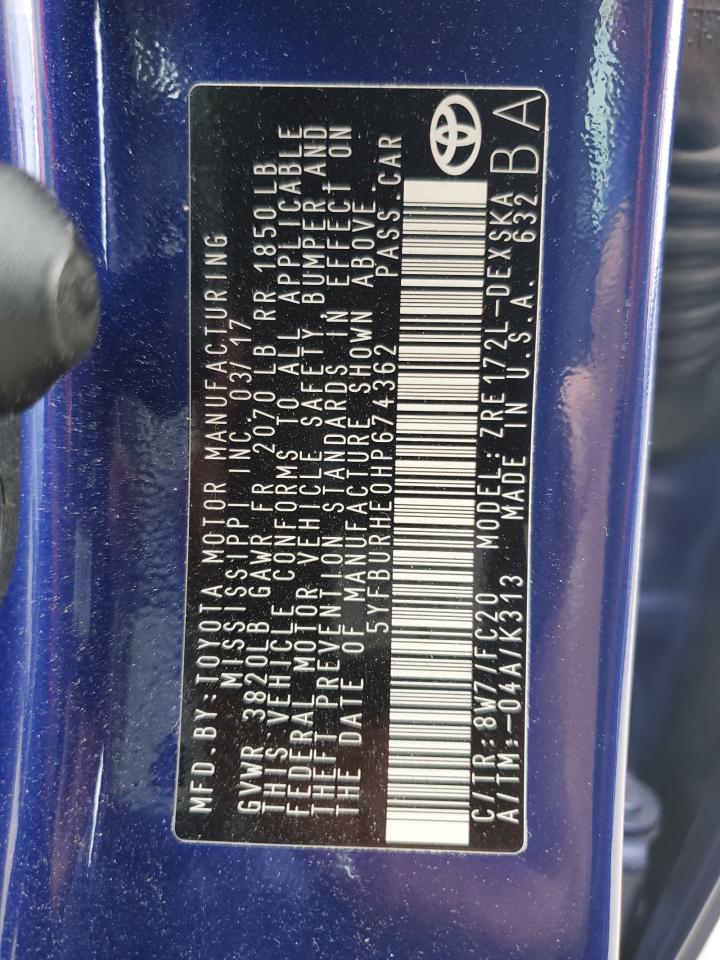 MFD.BY:TOYOTA MOTOR MANUFACTURING
MISSISSIPPI INC.03/17
GVWR 3820LB GAWR FR 2070LB RR 1850LB
THIS VEHICLE CONFORMS TO ALL APPLICABLE
FEDERAL MOTOR VEHICLE SAFETY, BUMPER AND
THEFT PREVENTION STANDARDS IN EFFECT ON
THE DATE OF MANUFACTURE SHOWN ABOVE.
5YFBURHE0HP674362 PASS.CAR
C/TR:8W7/FC20 MODEL:ZRE172L-DEXSKA
A/TM:-04A/K313 MADE IN U.S.A. 632
BA